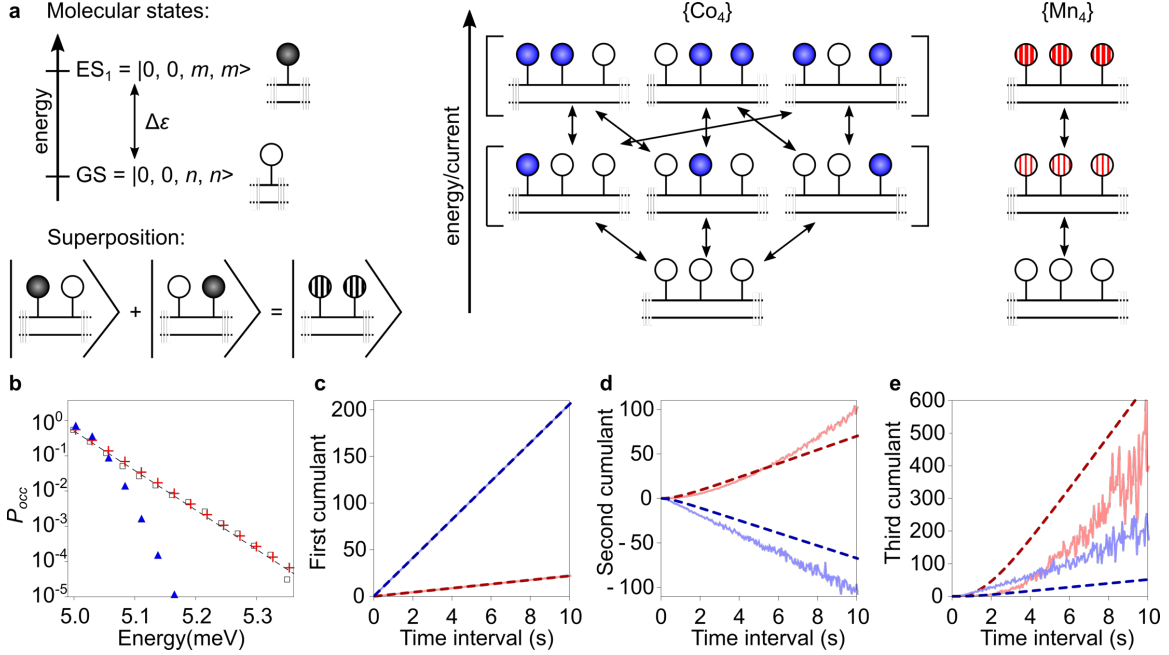 a Molecular states:
energy
ES₁ = |0, 0, m, m>
Δε
GS = |0, 0, n, n>
Superposition:
+ =
energy/current
{Co₄} {Mn₄}
b
P_occ
10⁰
10⁻¹
10⁻²
10⁻³
10⁻⁴
10⁻⁵
5.0 5.1 5.2 5.3
Energy(meV)
c
First cumulant
200
150
100
50
0
0 2 4 6 8 10
Time interval (s)
d
Second cumulant
100
50
0
- 50
- 100
0 2 4 6 8 10
Time interval (s)
e
Third cumulant
600
500
400
300
200
100
0
0 2 4 6 8 10
Time interval (s)